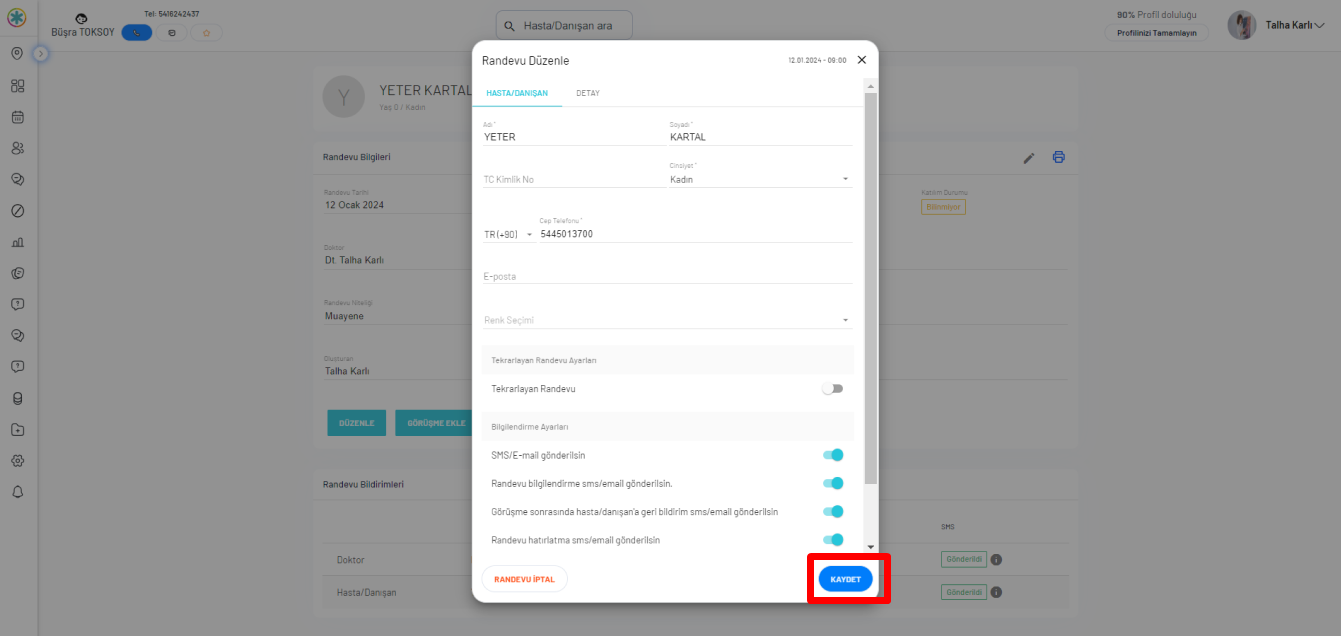 Tel: 5416242437
Büşra TOKSOY
Hasta/Danışan ara
90% Profil doluluğu
Profilinizi Tamamlayın
Talha Karlı
Y
YETER KARTAL
Yaş 0 / Kadın
Randevu Bilgileri
Randevu Tarihi
12 Ocak 2024
Doktor
Dt. Talha Karlı
Randevu Niteliği
Muayene
Oluşturan
Talha Karlı
DÜZENLE
GÖRÜŞME EKLE
Katılım Durumu
Bilinmiyor
Randevu Bildirimleri
SMS
Doktor
Gönderildi
Hasta/Danışan
Gönderildi
Randevu Düzenle
12.01.2024 - 09:00
HASTA/DANIŞAN
DETAY
Adı *
YETER
Soyadı *
KARTAL
TC Kimlik No
Cinsiyet *
Kadın
TR (+90)
Cep Telefonu *
5445013700
E-posta
Renk Seçimi
Tekrarlayan Randevu Ayarları
Tekrarlayan Randevu
Bilgilendirme Ayarları
SMS/E-mail gönderilsin
Randevu bilgilendirme sms/email gönderilsin.
Görüşme sonrasında hasta/danışan'a geri bildirim sms/email gönderilsin
Randevu hatırlatma sms/email gönderilsin
RANDEVU İPTAL
KAYDET